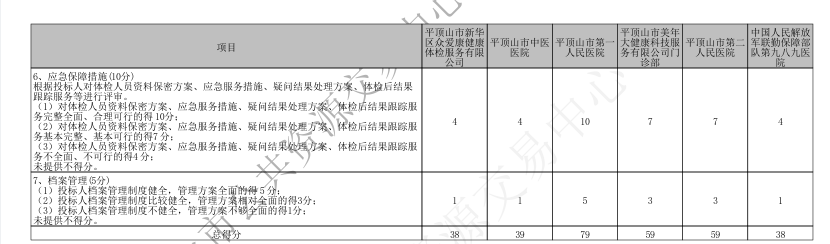 项目
平顶山市新华
区众爱康健康
体检服务有限
公司
平顶山市中医
医院
平顶山市第一
人民医院
平顶山市美年
大健康科技服
务有限公司门
诊部
平顶山市第二
人民医院
中国人民解放
军联勤保障部
队第九八九医
院
6、应急保障措施(10分)
根据投标人对体检人员资料保密方案、应急服务措施、疑问结果处理方案、体检后结果
跟踪服务等进行评审。
(1) 对体检人员资料保密方案、应急服务措施、疑问结果处理方案、体检后结果跟踪服
务完整全面、合理可行的得10分;
(2) 对体检人员资料保密方案、应急服务措施、疑问结果处理方案、体检后结果跟踪服
务基本完整、基本可行的得7分;
(3) 对体检人员资料保密方案、应急服务措施、疑问结果处理方案、体检后结果跟踪服
务不全面、不可行的得4分;
未提供不得分。
4 4 10 7 7 4
7、档案管理(5分)
(1) 投标人档案管理制度健全，管理方案全面的得5分;
(2) 投标人档案管理制度比较健全，管理方案相对全面的得3分;
(3) 投标人档案管理制度不健全，管理方案不够全面的得1分;
未提供不得分。
1 1 5 3 3 1
总得分 38 39 79 59 59 38